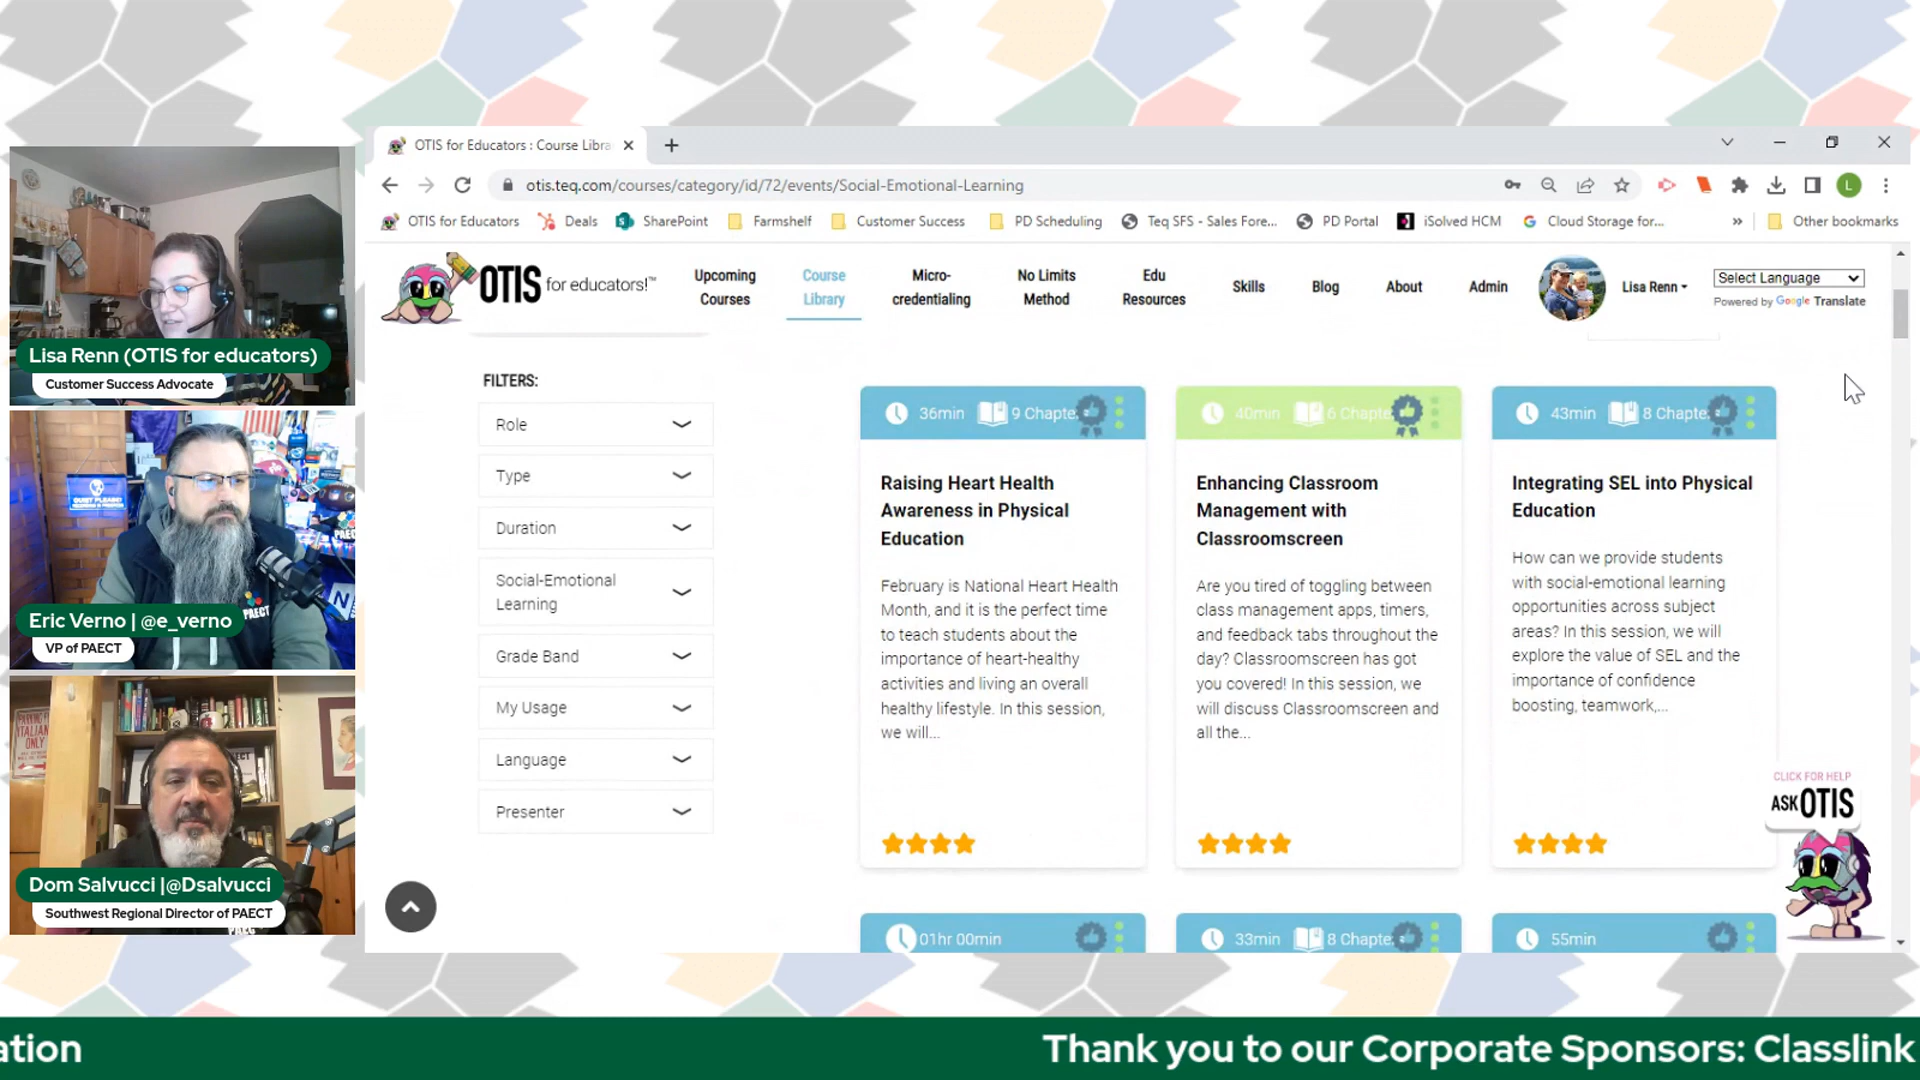 Lisa Renn (OTIS for educators)
Customer Success Advocate
Eric Verno | @e_verno
VP of PAECT
PAECT
Dom Salvucci |@Dsalvucci
Southwest Regional Director of PAECT
OTIS for Educators : Course Libra
otis.teq.com/courses/category/id/72/events/Social-Emotional-Learning
L
OTIS for Educators
Deals
SharePoint
Farmshelf
Customer Success
PD Scheduling
Teq SFS - Sales Fore...
PD Portal
iSolved HCM
Cloud Storage for...
»
Other bookmarks
OTIS for educators!™
Upcoming
Courses
Course
Library
Micro-
credentialing
No Limits
Method
Edu
Resources
Skills
Blog
About
Admin
Lisa Renn
Select Language
Powered by Google Translate
FILTERS:
Role
Type
Duration
Social-Emotional
Learning
Grade Band
My Usage
Language
Presenter
36min 9 Chapte
Raising Heart Health
Awareness in Physical
Education
February is National Heart Health
Month, and it is the perfect time
to teach students about the
importance of heart-healthy
activities and living an overall
healthy lifestyle. In this session,
we will...
40min 6 Chapte
Enhancing Classroom
Management with
Classroomscreen
Are you tired of toggling between
class management apps, timers,
and feedback tabs throughout the
day? Classroomscreen has got
you covered! In this session, we
will discuss Classroomscreen and
all the...
43min 8 Chapte
Integrating SEL into Physical
Education
How can we provide students
with social-emotional learning
opportunities across subject
areas? In this session, we will
explore the value of SEL and the
importance of confidence
boosting, teamwork,...
CLICK FOR HELP
ASK OTIS
01hr 00min
33min 8 Chapte
55min
ation
Thank you to our Corporate Sponsors: Classlink